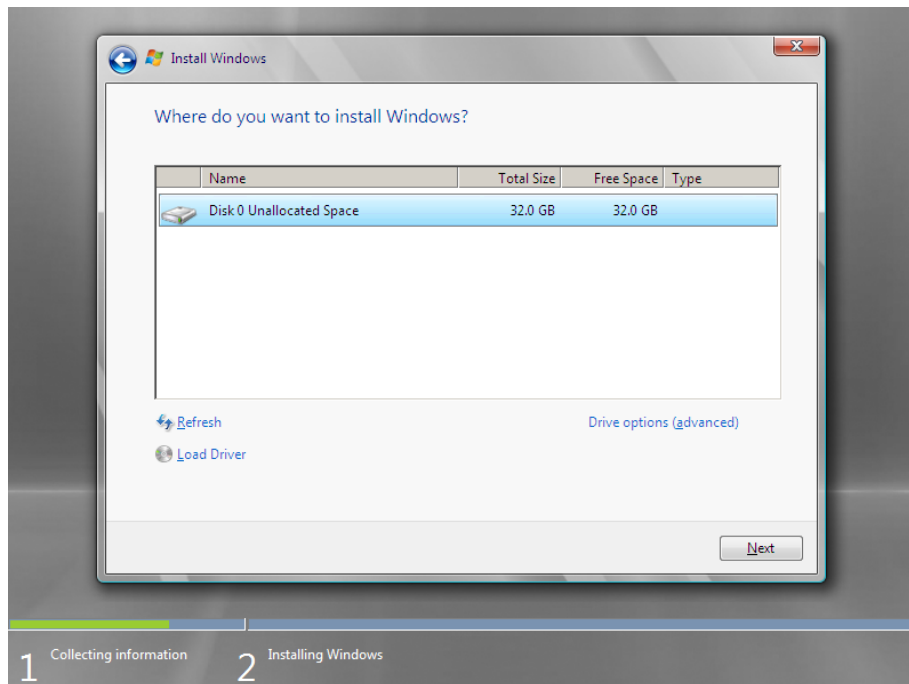 Install Windows
Where do you want to install Windows?
Name Total Size Free Space Type
Disk 0 Unallocated Space 32.0 GB 32.0 GB
Refresh Drive options (advanced)
Load Driver
Next
1 Collecting information 2 Installing Windows